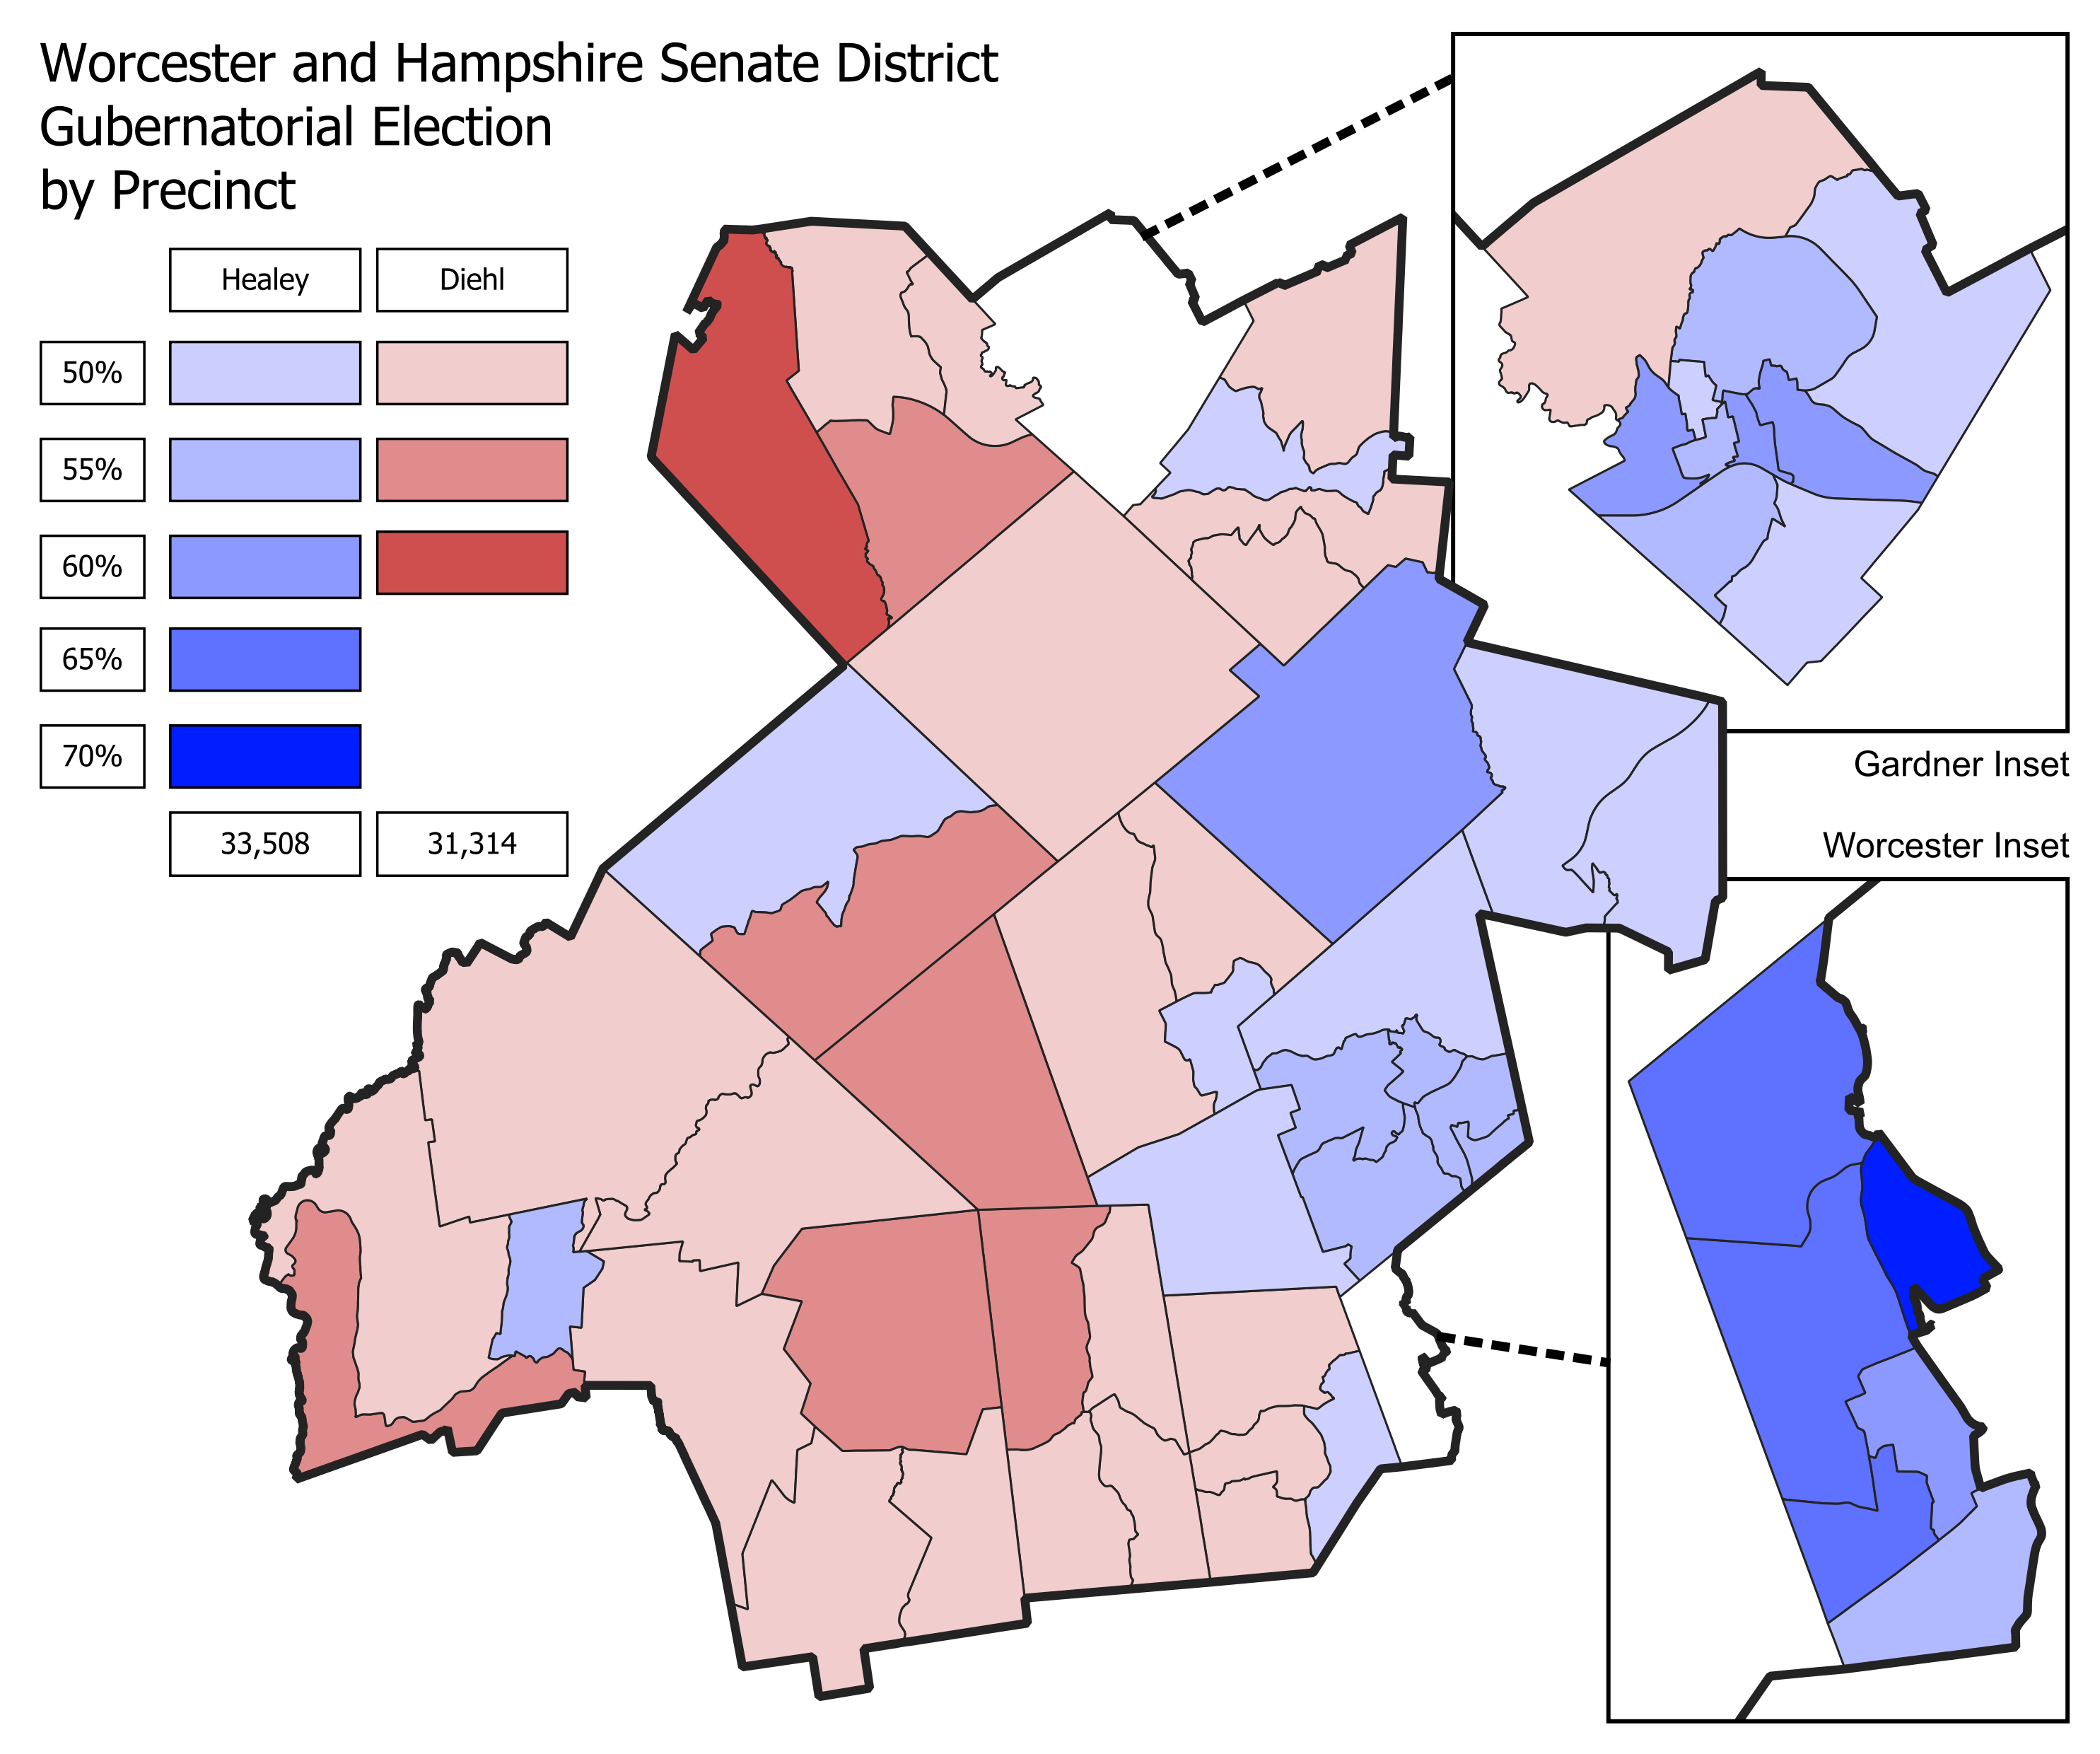 Worcester and Hampshire Senate District
Gubernatorial Election
by Precinct
Healey Diehl
50%
55%
60%
65%
70%
33,508 31,314
Gardner Inset
Worcester Inset